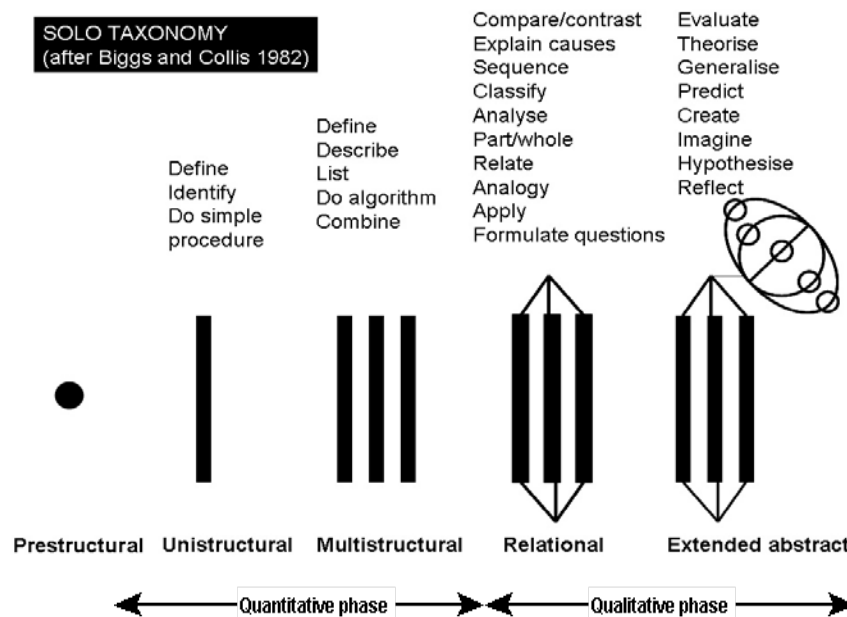 SOLO TAXONOMY
(after Biggs and Collis 1982)
Define
Identify
Do simple
procedure
Define
Describe
List
Do algorithm
Combine
Compare/contrast
Explain causes
Sequence
Classify
Analyse
Part/whole
Relate
Analogy
Apply
Formulate questions
Evaluate
Theorise
Generalise
Predict
Create
Imagine
Hypothesise
Reflect
Prestructural
Unistructural
Multistructural
Relational
Extended abstract
Quantitative phase
Qualitative phase